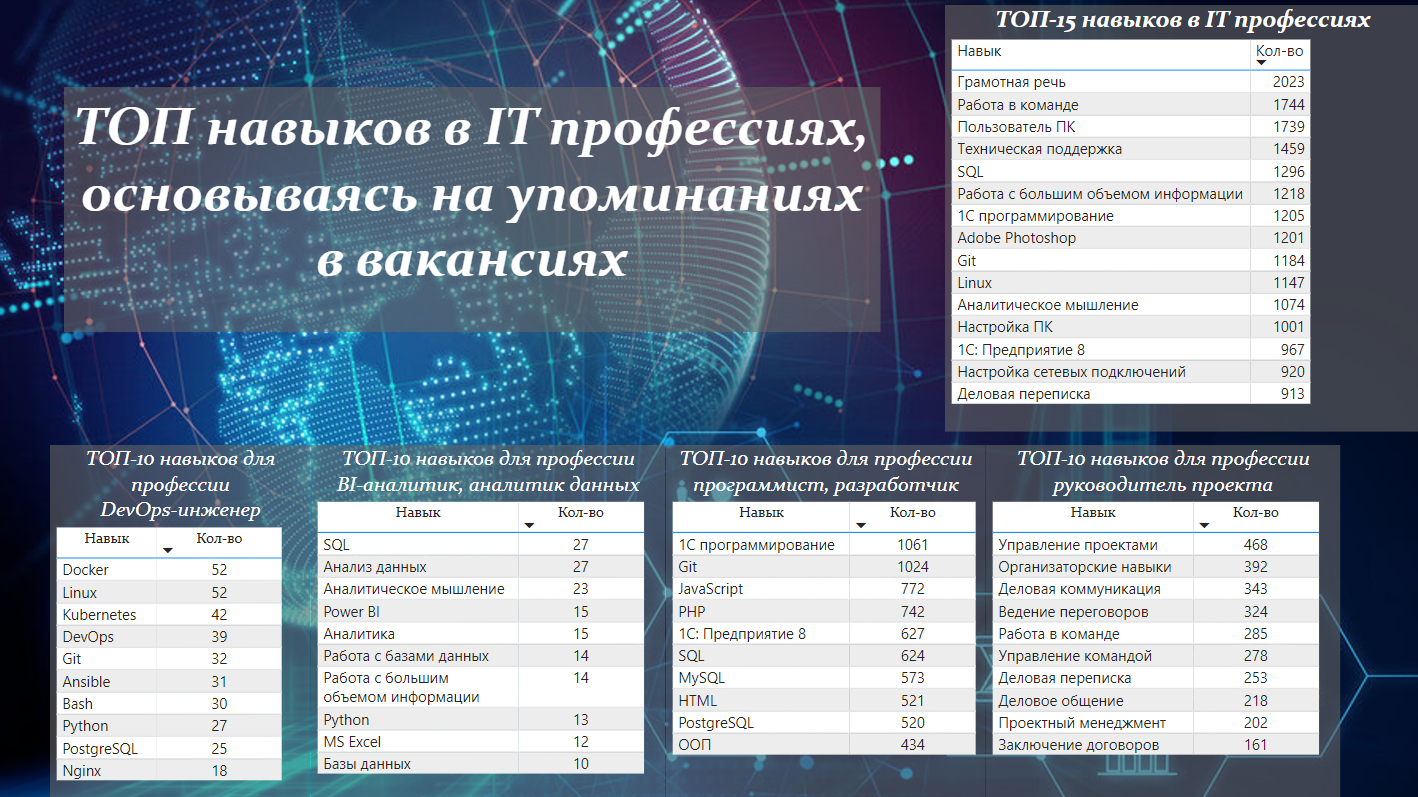 ТОП навыков в IT профессиях,
основываясь на упоминаниях
в вакансиях
ТОП-15 навыков в IT профессиях
Навык Кол-во
Грамотная речь 2023
Работа в команде 1744
Пользователь ПК 1739
Техническая поддержка 1459
SQL 1296
Работа с большим объемом информации 1218
1С программирование 1205
Adobe Photoshop 1201
Git 1184
Linux 1147
Аналитическое мышление 1074
Настройка ПК 1001
1С: Предприятие 8 967
Настройка сетевых подключений 920
Деловая переписка 913
ТОП-10 навыков для
профессии
DevOps-инженер
Навык Кол-во
Docker 52
Linux 52
Kubernetes 42
DevOps 39
Git 32
Ansible 31
Bash 30
Python 27
PostgreSQL 25
Nginx 18
ТОП-10 навыков для профессии
BI-аналитик, аналитик данных
Навык Кол-во
SQL 27
Анализ данных 27
Аналитическое мышление 23
Power BI 15
Аналитика 15
Работа с базами данных 14
Работа с большим 14
объемом информации
Python 13
MS Excel 12
Базы данных 10
ТОП-10 навыков для профессии
программист, разработчик
Навык Кол-во
1С программирование 1061
Git 1024
JavaScript 772
PHP 742
1С: Предприятие 8 627
SQL 624
MySQL 573
HTML 521
PostgreSQL 520
ООП 434
ТОП-10 навыков для профессии
руководитель проекта
Навык Кол-во
Управление проектами 468
Организаторские навыки 392
Деловая коммуникация 343
Ведение переговоров 324
Работа в команде 285
Управление командой 278
Деловая переписка 253
Деловое общение 218
Проектный менеджмент 202
Заключение договоров 161